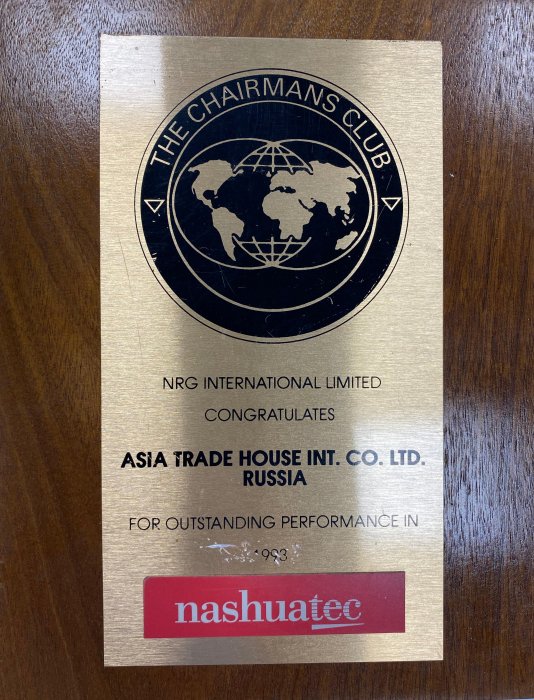 THE CHAIRMANS CLUB
NRG INTERNATIONAL LIMITED
CONGRATULATES
ASIA TRADE HOUSE INT. CO. LTD.
RUSSIA
FOR OUTSTANDING PERFORMANCE IN
1993
nashuatec